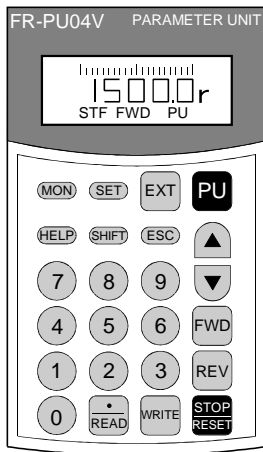 FR-PU04V PARAMETER UNIT
1500.0r
STF FWD PU
MON SET EXT PU
HELP SHIFT ESC
7 8 9
4 5 6 FWD
1 2 3 REV
0 • READ WRITE STOP RESET